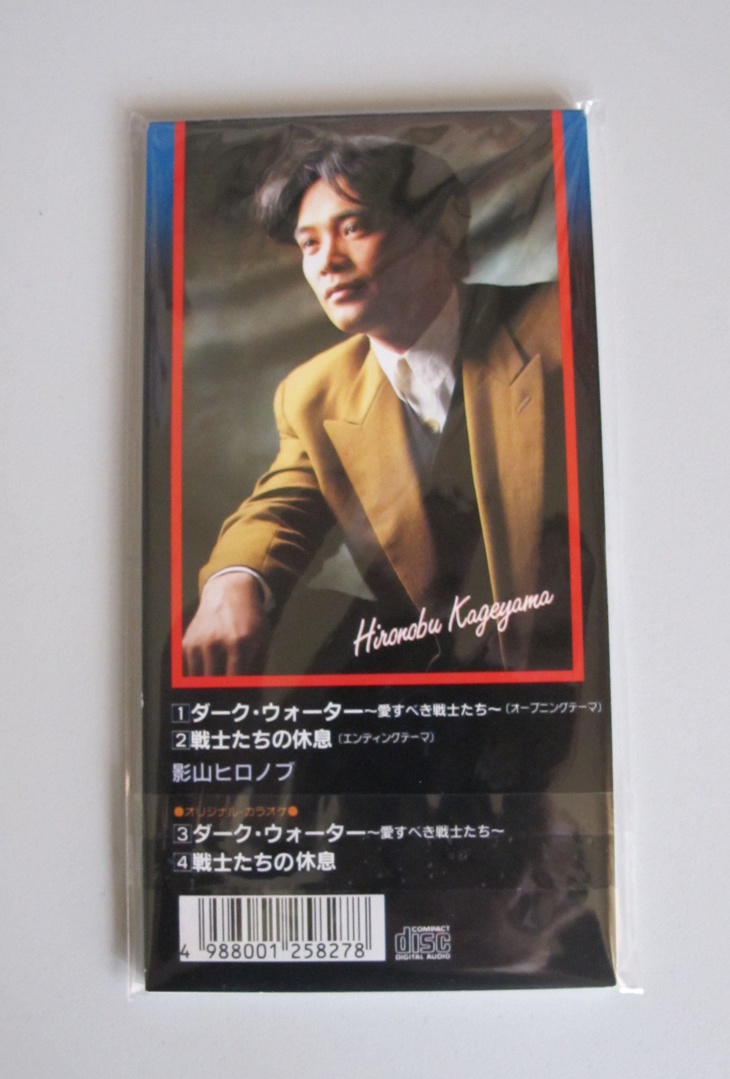 Hironobu Kageyama
1 ダーク・ウォーター〜愛すべき戦士たち〜(オープニングテーマ)
2 戦士たちの休息(エンディングテーマ)
影山ヒロノブ
●オリジナル・カラオケ●
3 ダーク・ウォーター〜愛すべき戦士たち〜
4 戦士たちの休息
4 988001 258278
COMPACT
disc
DIGITAL AUDIO